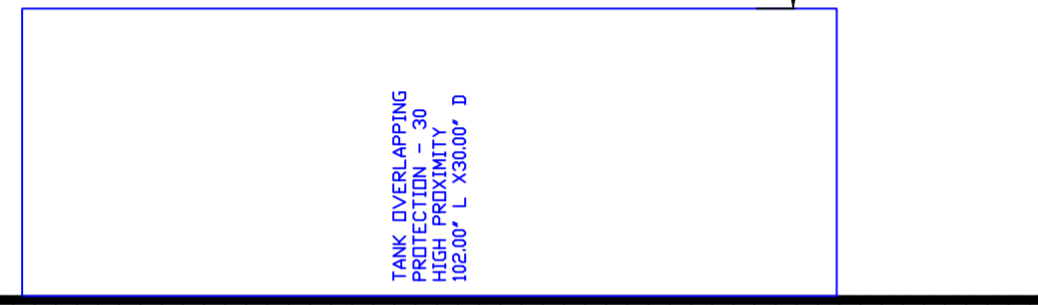 TANK OVERLAPPING
PROTECTION - 30
HIGH PROXIMITY
102.00' L X30.00' D